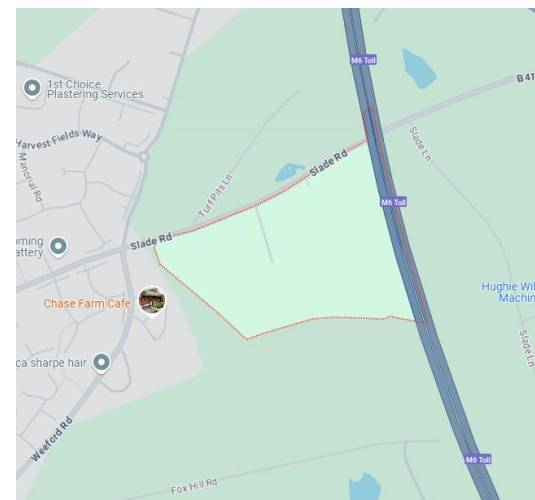 M6 Toll
1st Choice
Plastering Services
B41
Harvest Fields Way
Slade Rd
Slade Ln
Manorial Rd
Turf Pits Ln
M6 Toll
Slade Rd
oming
attery
Hughie Wil
Machin
Chase Farm Cafe
Slade Ln
ca sharpe hair
Weeford Rd
M6 Toll
Fox Hill Rd